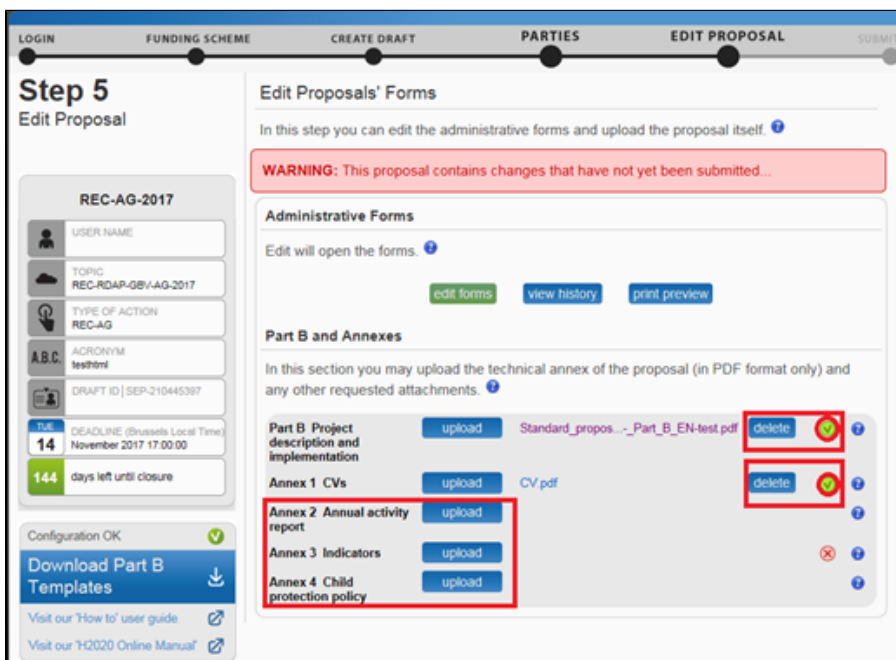 LOGIN FUNDING SCHEME CREATE DRAFT PARTIES EDIT PROPOSAL SUBMIT
Step 5
Edit Proposal
REC-AG-2017
USER NAME
TOPIC
REC-RDAP-GBV-AG-2017
TYPE OF ACTION
REC-AG
A.B.C.
ACRONYM
testhtml
DRAFT ID | SEP-210445397
TUE
14
DEADLINE (Brussels Local Time)
November 2017 17:00:00
144 days left until closure
Configuration OK
Download Part B
Templates
Visit our 'How to' user guide
Visit our 'H2020 Online Manual'
Edit Proposals' Forms
In this step you can edit the administrative forms and upload the proposal itself. ?
WARNING: This proposal contains changes that have not yet been submitted...
Administrative Forms
Edit will open the forms. ?
edit forms view history print preview
Part B and Annexes
In this section you may upload the technical annex of the proposal (in PDF format only) and
any other requested attachments. ?
Part B Project
description and
implementation
upload Standard_propos...-_Part_B_EN-test.pdf delete ?
Annex 1 CVs upload CV.pdf delete ?
Annex 2 Annual activity
report
upload ?
Annex 3 Indicators upload ?
Annex 4 Child
protection policy
upload ?